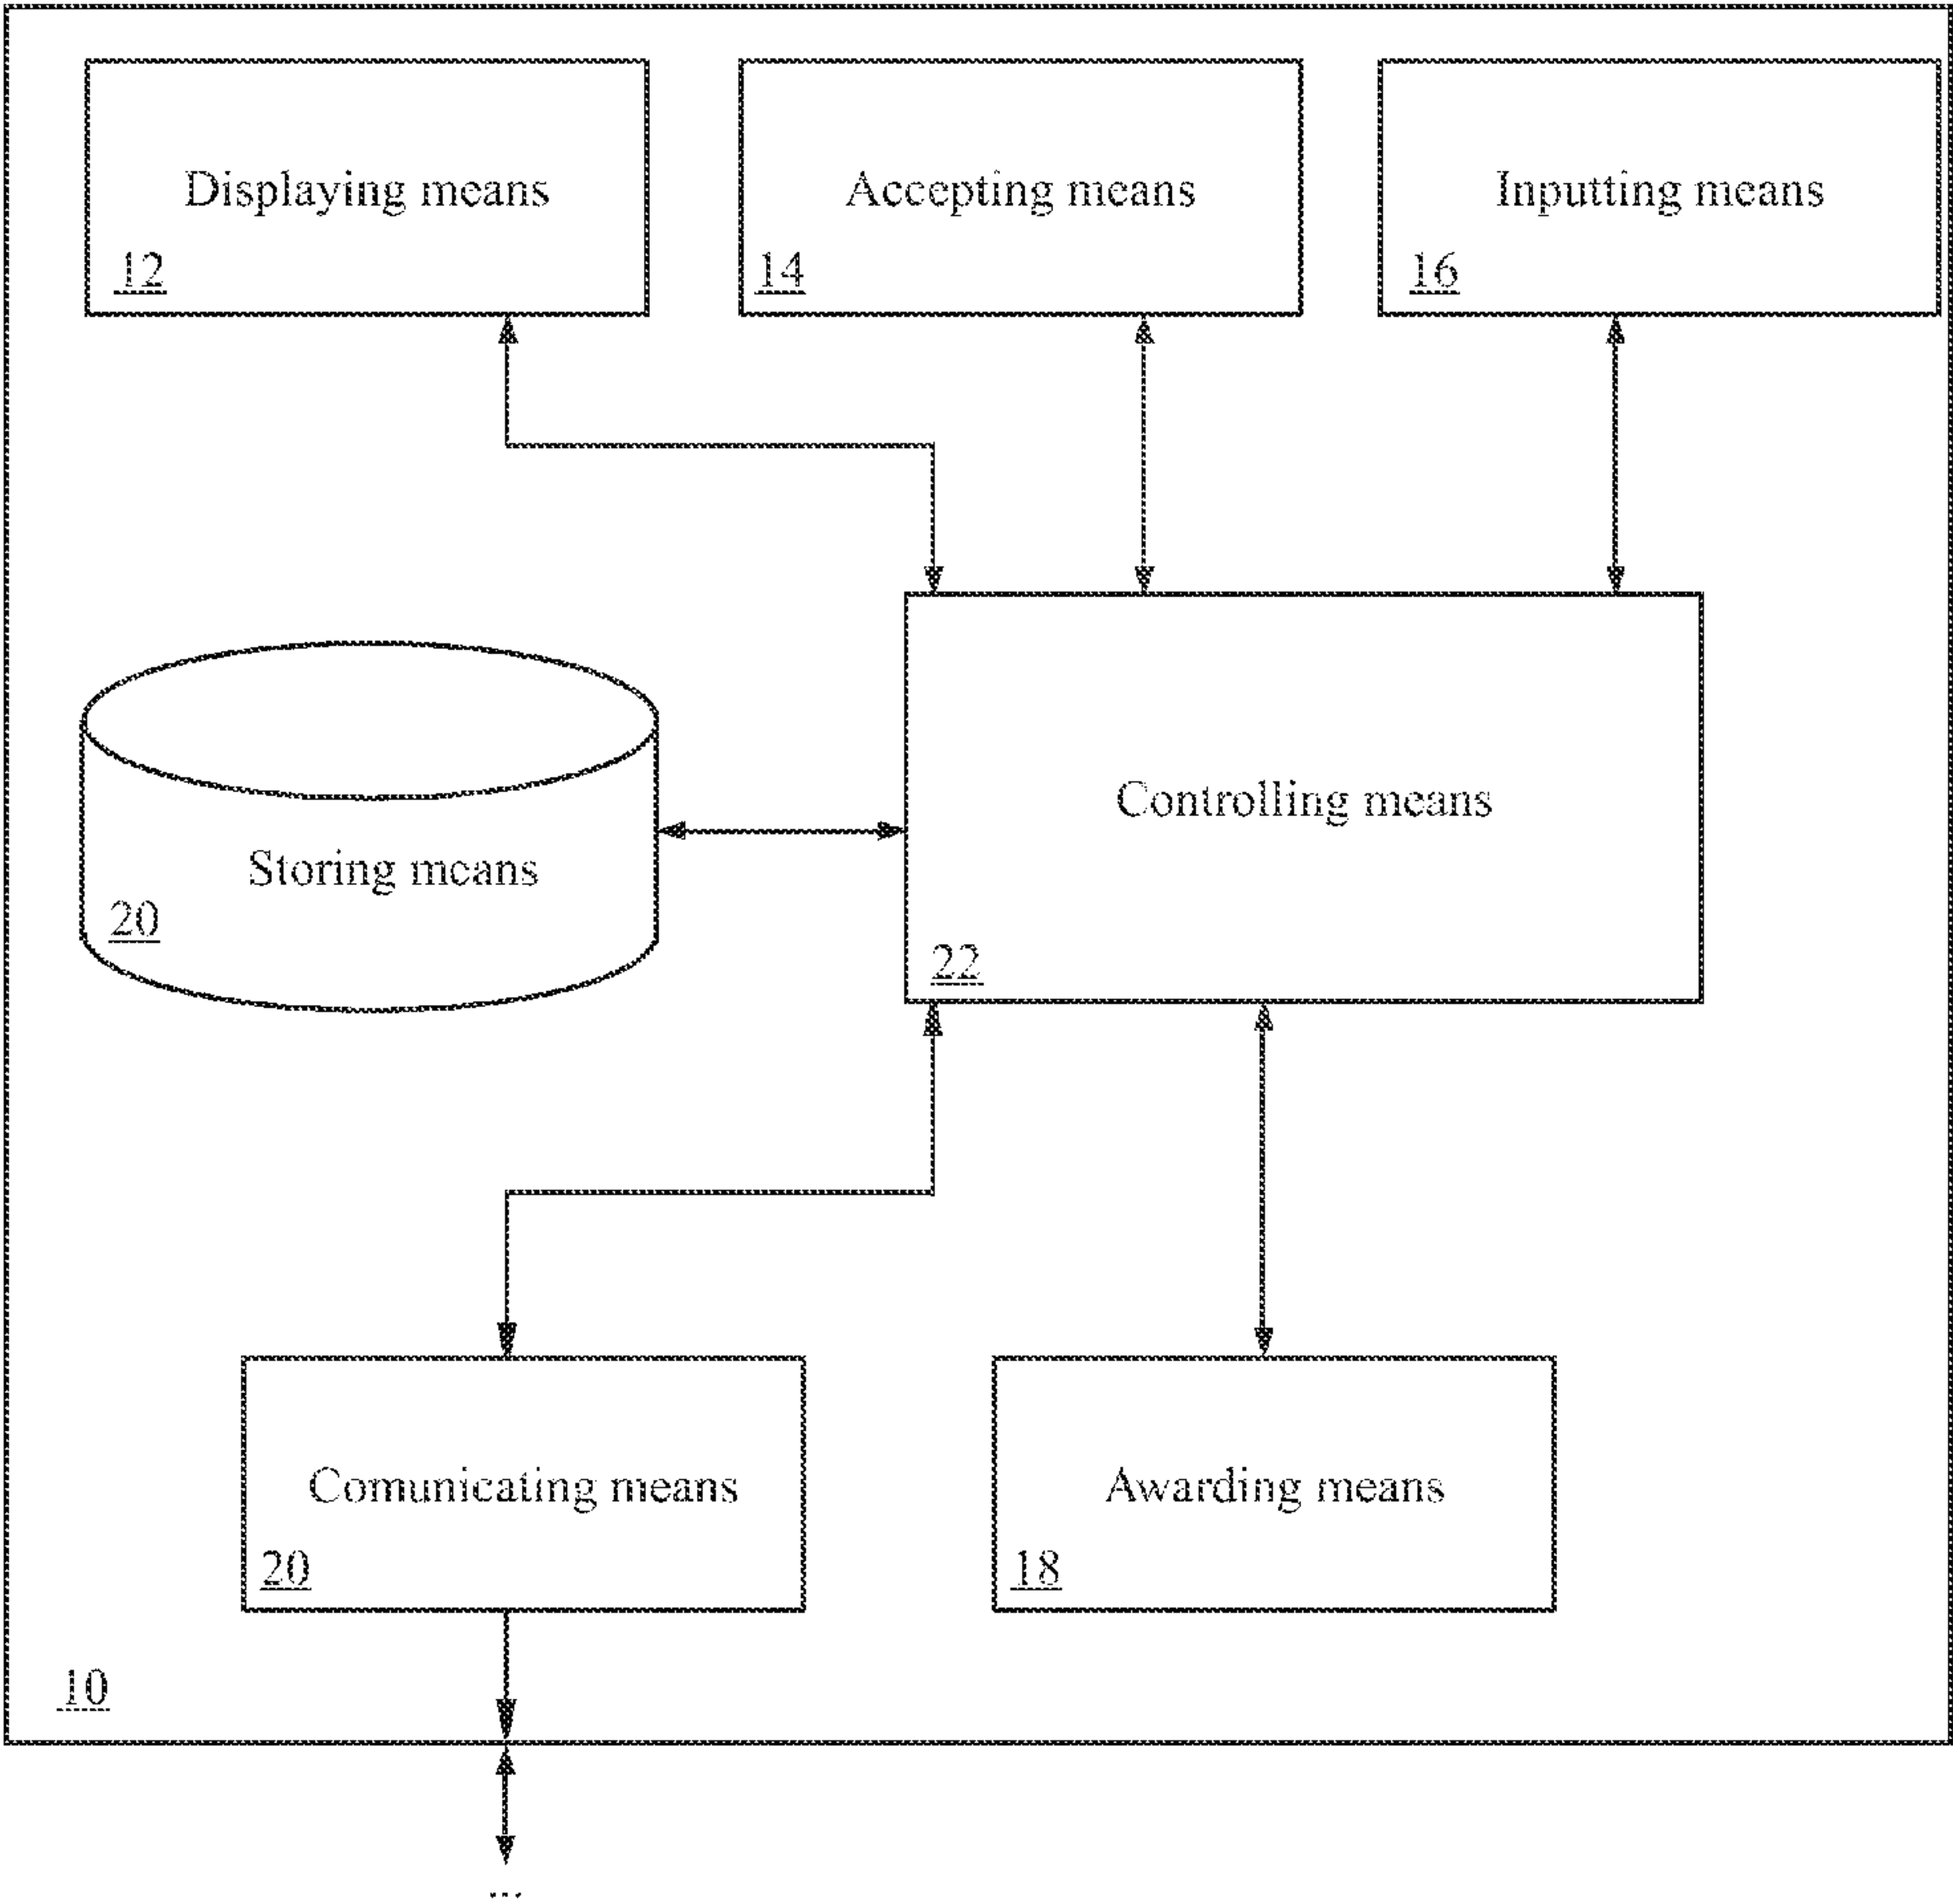 Displaying means
12
Accepting means
14
Inputting means
16
Storing means
20
Controlling means
22
Comunicating means
20
Awarding means
18
10
...